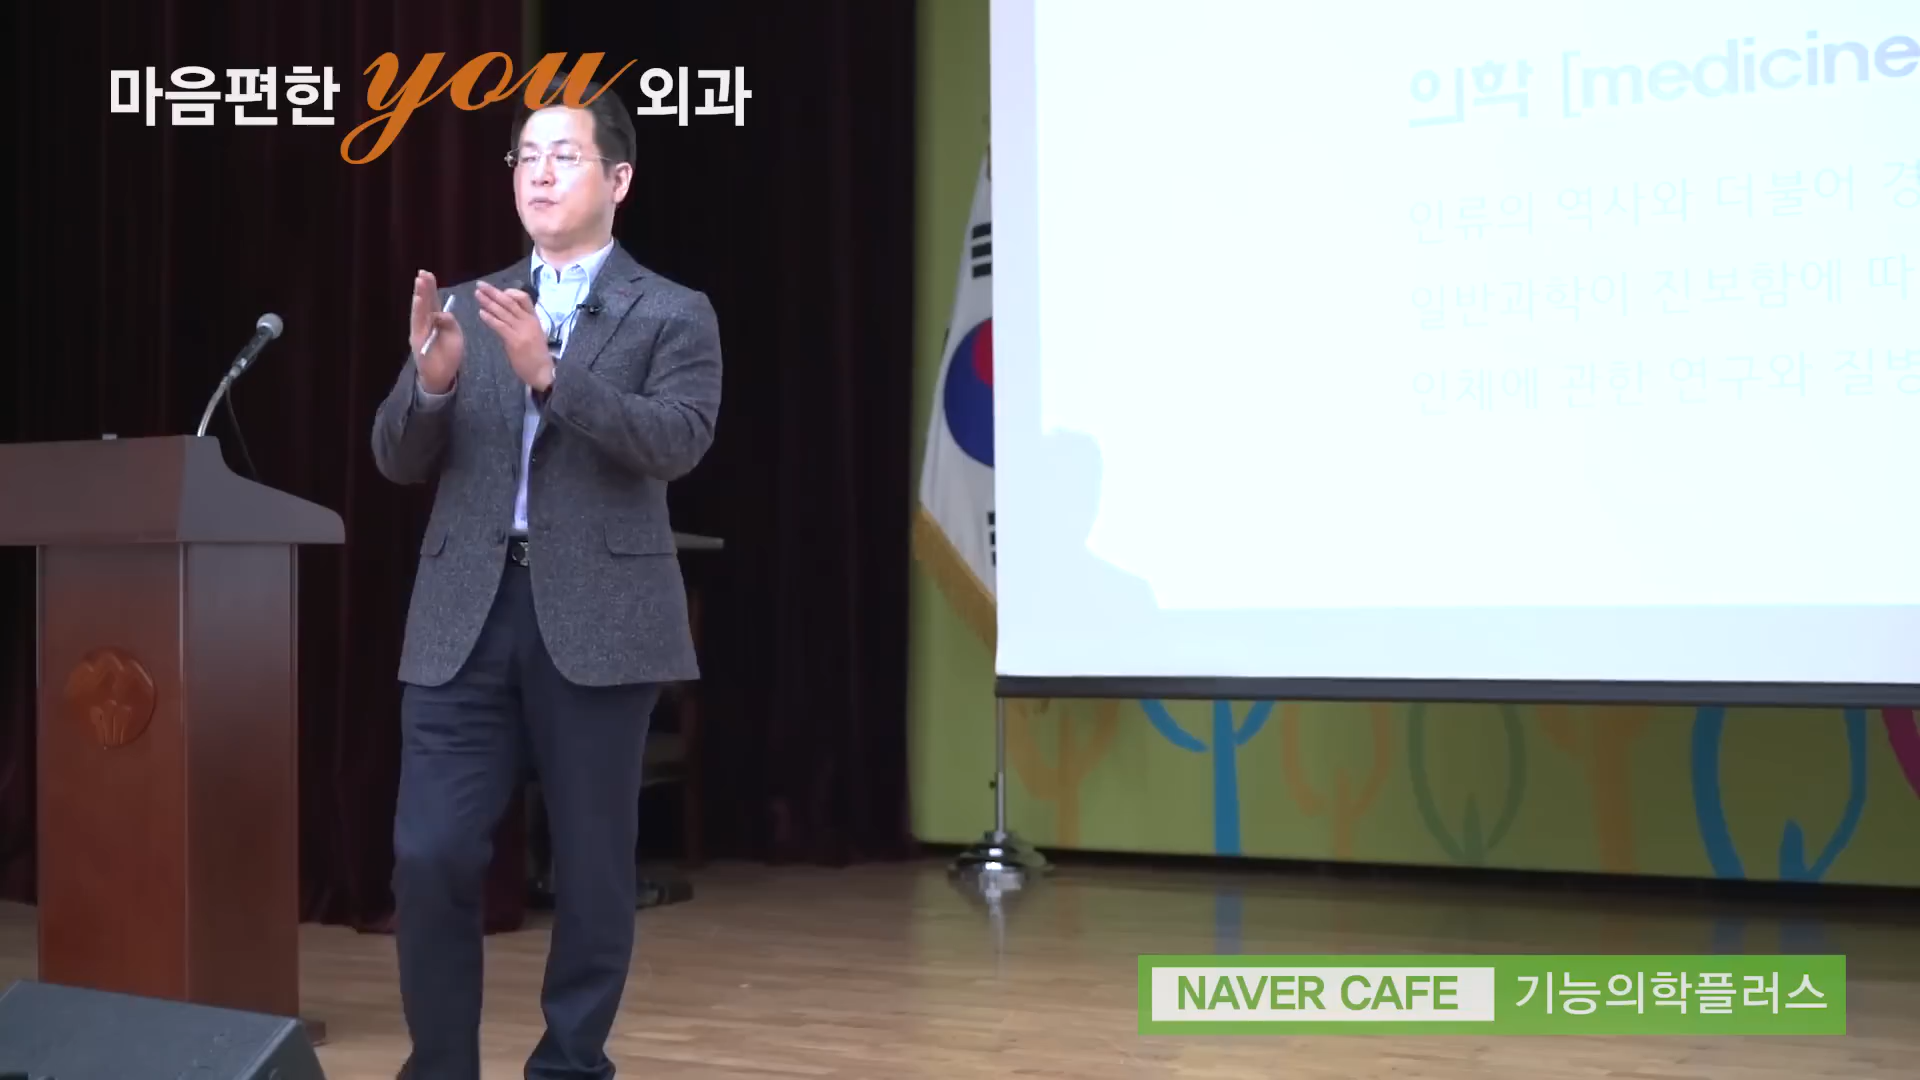 마음편한 you 외과
의학 [medicine
인류의 역사와 더불어 경
일반과학이 진보함에 따
인체에 관한 연구와 질병
NAVER CAFE 기능의학플러스